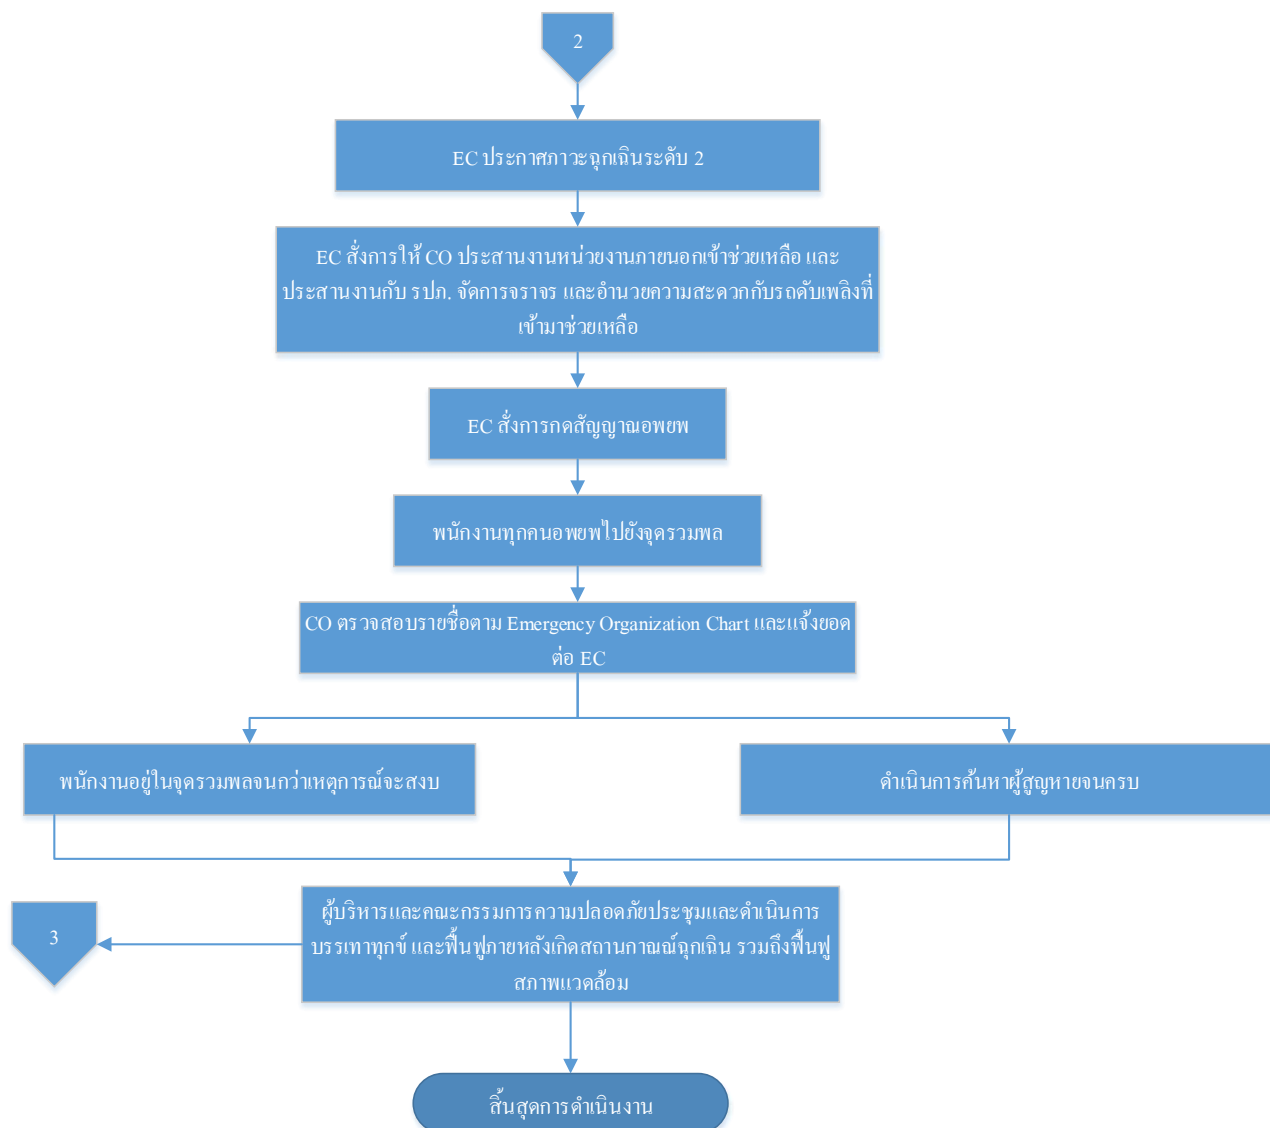 2
EC ประกาศภาวะฉุกเฉินระดับ 2
EC สั่งการให้ CO ประสานงานหน่วยงานภายนอกเข้าช่วยเหลือ และ
ประสานงานกับ รปภ. จัดการจราจร และอำนวยความสะดวกกับรถดับเพลิงที่
เข้ามาช่วยเหลือ
EC สั่งการกดสัญญาณอพยพ
พนักงานทุกคนอพยพไปยังจุดรวมพล
CO ตรวจสอบรายชื่อตาม Emergency Organization Chart และแจ้งยอด
ต่อ EC
พนักงานอยู่ในจุดรวมพลจนกว่าเหตุการณ์จะสงบ
ดำเนินการค้นหาผู้สูญหายจนครบ
ผู้บริหารและคณะกรรมการความปลอดภัยประชุมและดำเนินการ
บรรเทาทุกข์ และฟื้นฟูภายหลังเกิดสถานกาณณ์ฉุกเฉิน รวมถึงฟื้นฟู
สภาพแวดล้อม
3
สิ้นสุดการดำเนินงาน